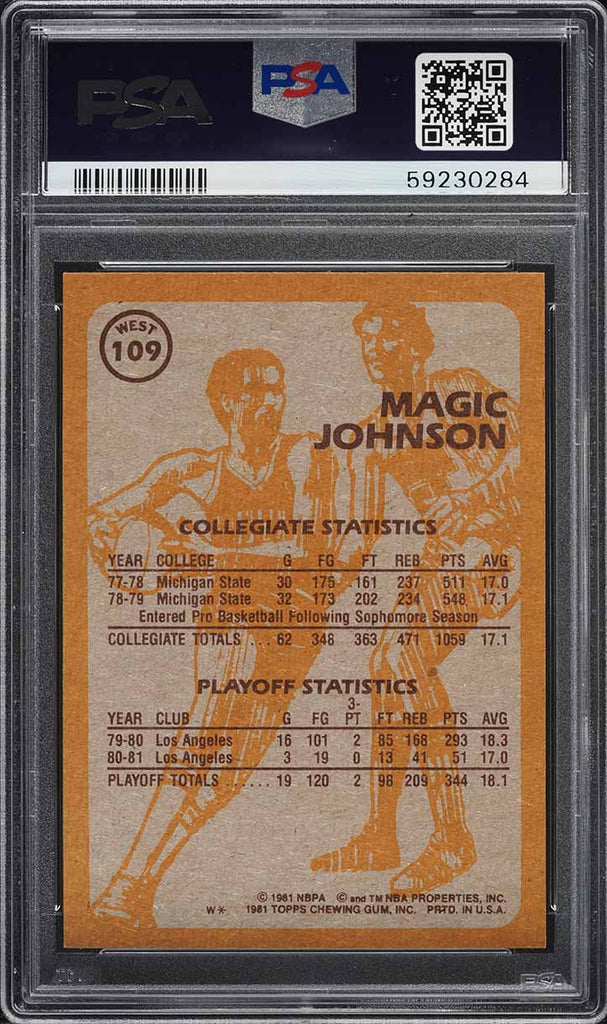 PSA
PSA
59230284
WEST
109
MAGIC
JOHNSON
COLLEGIATE STATISTICS
YEAR COLLEGE G FG FT REB PTS AVG
77-78 Michigan State 30 175 161 237 511 17.0
78-79 Michigan State 32 173 202 234 548 17.1
Entered Pro Basketball Following Sophomore Season
COLLEGIATE TOTALS ... 62 348 363 471 1059 17.1
PLAYOFF STATISTICS
3-
YEAR CLUB G FG PT FT REB PTS AVG
79-80 Los Angeles 16 101 2 85 168 293 18.3
80-81 Los Angeles 3 19 0 13 41 51 17.0
PLAYOFF TOTALS ...... 19 120 2 98 209 344 18.1
© 1981 NBPA © and TM NBA PROPERTIES, INC.
W* 1981 TOPPS CHEWING GUM, INC. PRTD. IN U.S.A.
PSA